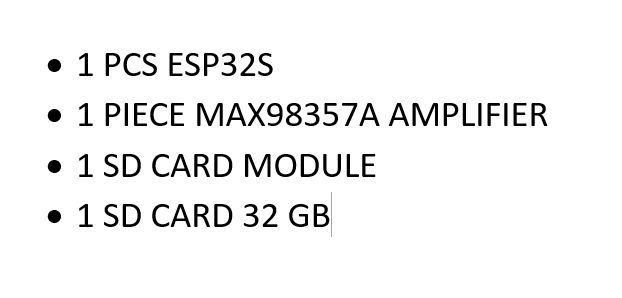 • 1 PCS ESP32S
• 1 PIECE MAX98357A AMPLIFIER
• 1 SD CARD MODULE
• 1 SD CARD 32 GB